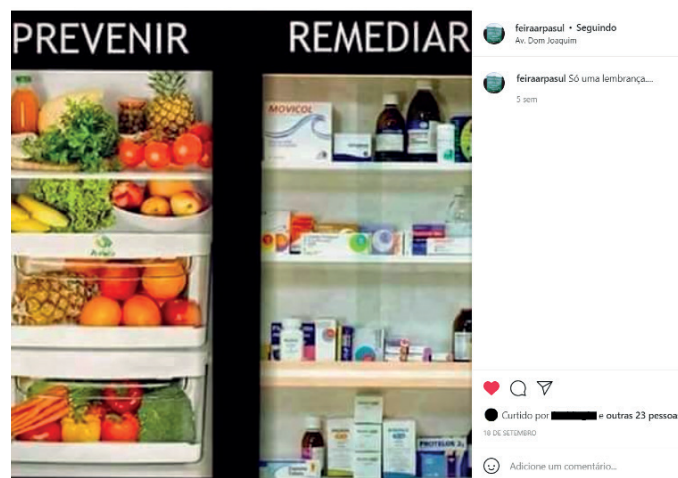 PREVENIR
REMEDIAR
MOVICOL
PROTELOS
feiraarpasul • Seguindo
Av. Dom Joaquim
feiraarpasul Só uma lembrança....
5 sem
Curtido por e outras 23 pessoa
18 DE SETEMBRO
Adicione um comentário...